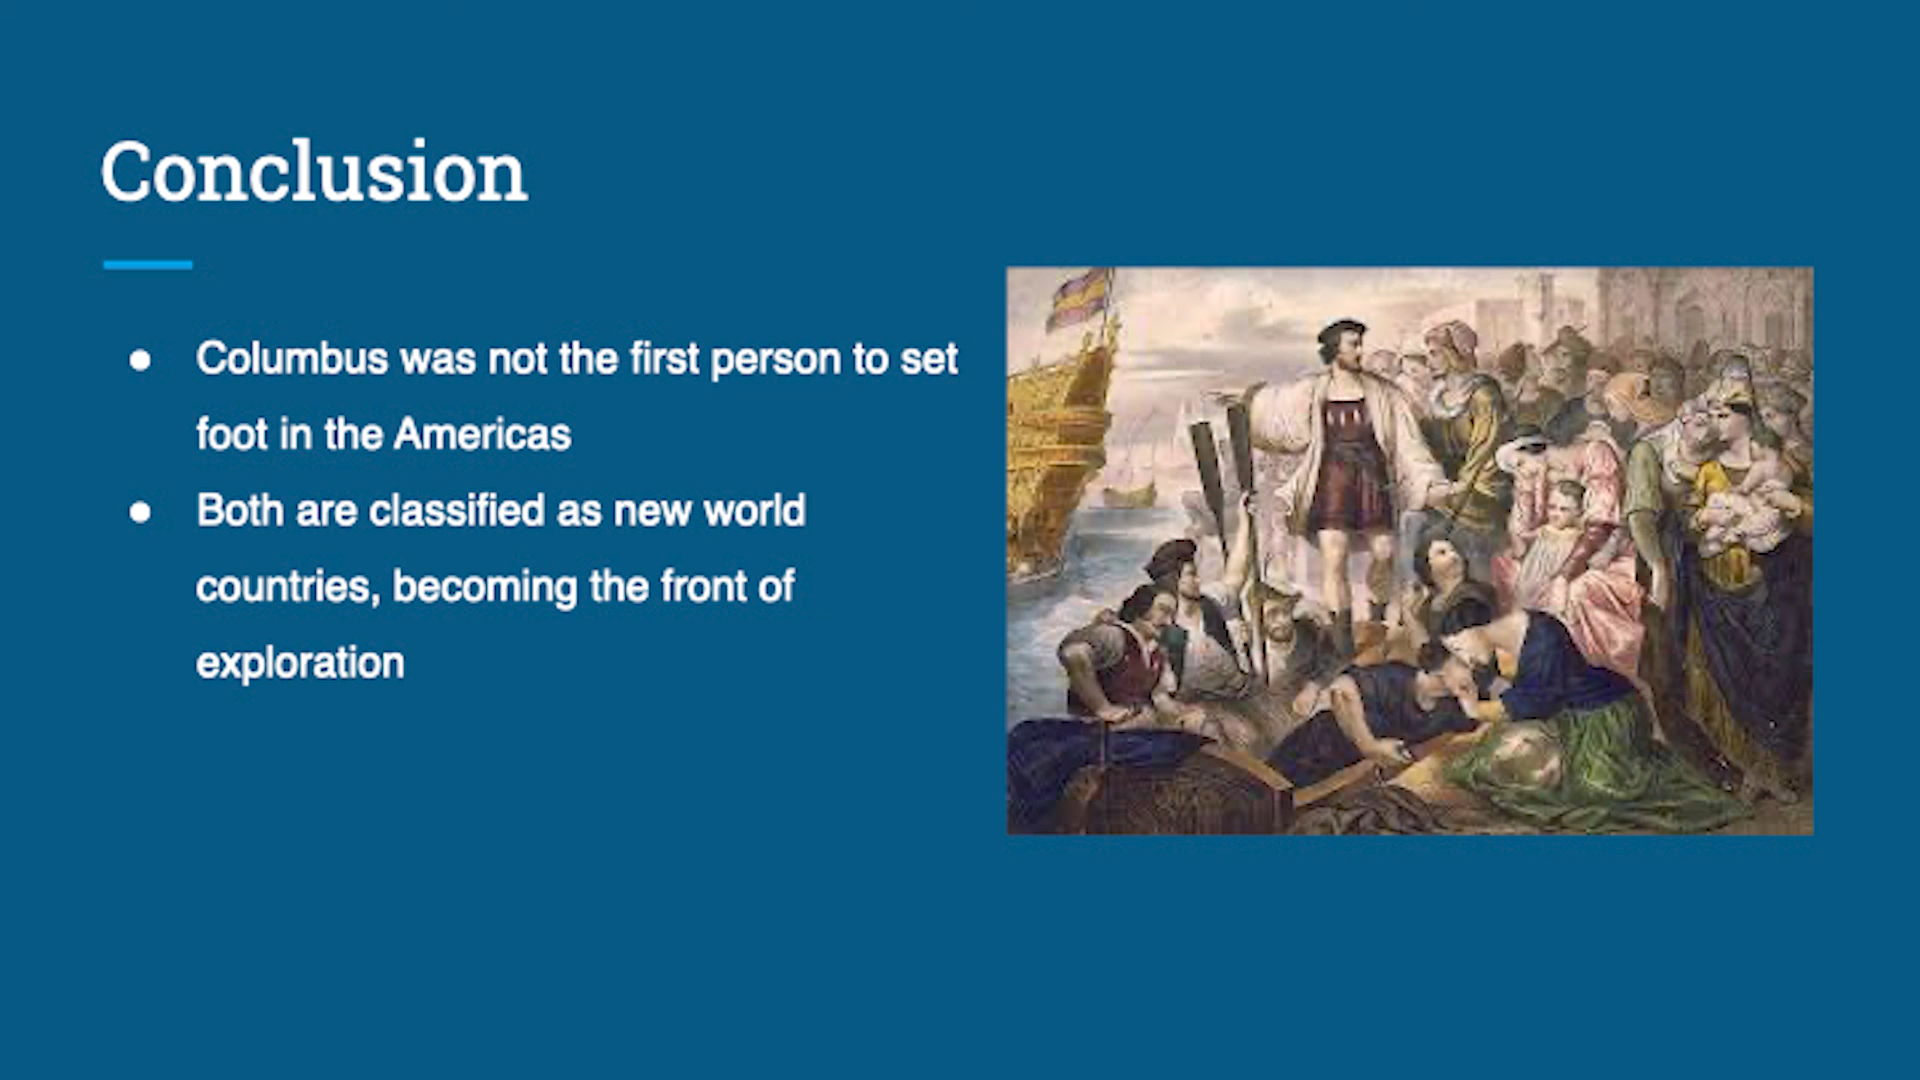 Conclusion
● Columbus was not the first person to set
foot in the Americas
● Both are classified as new world
countries, becoming the front of
exploration